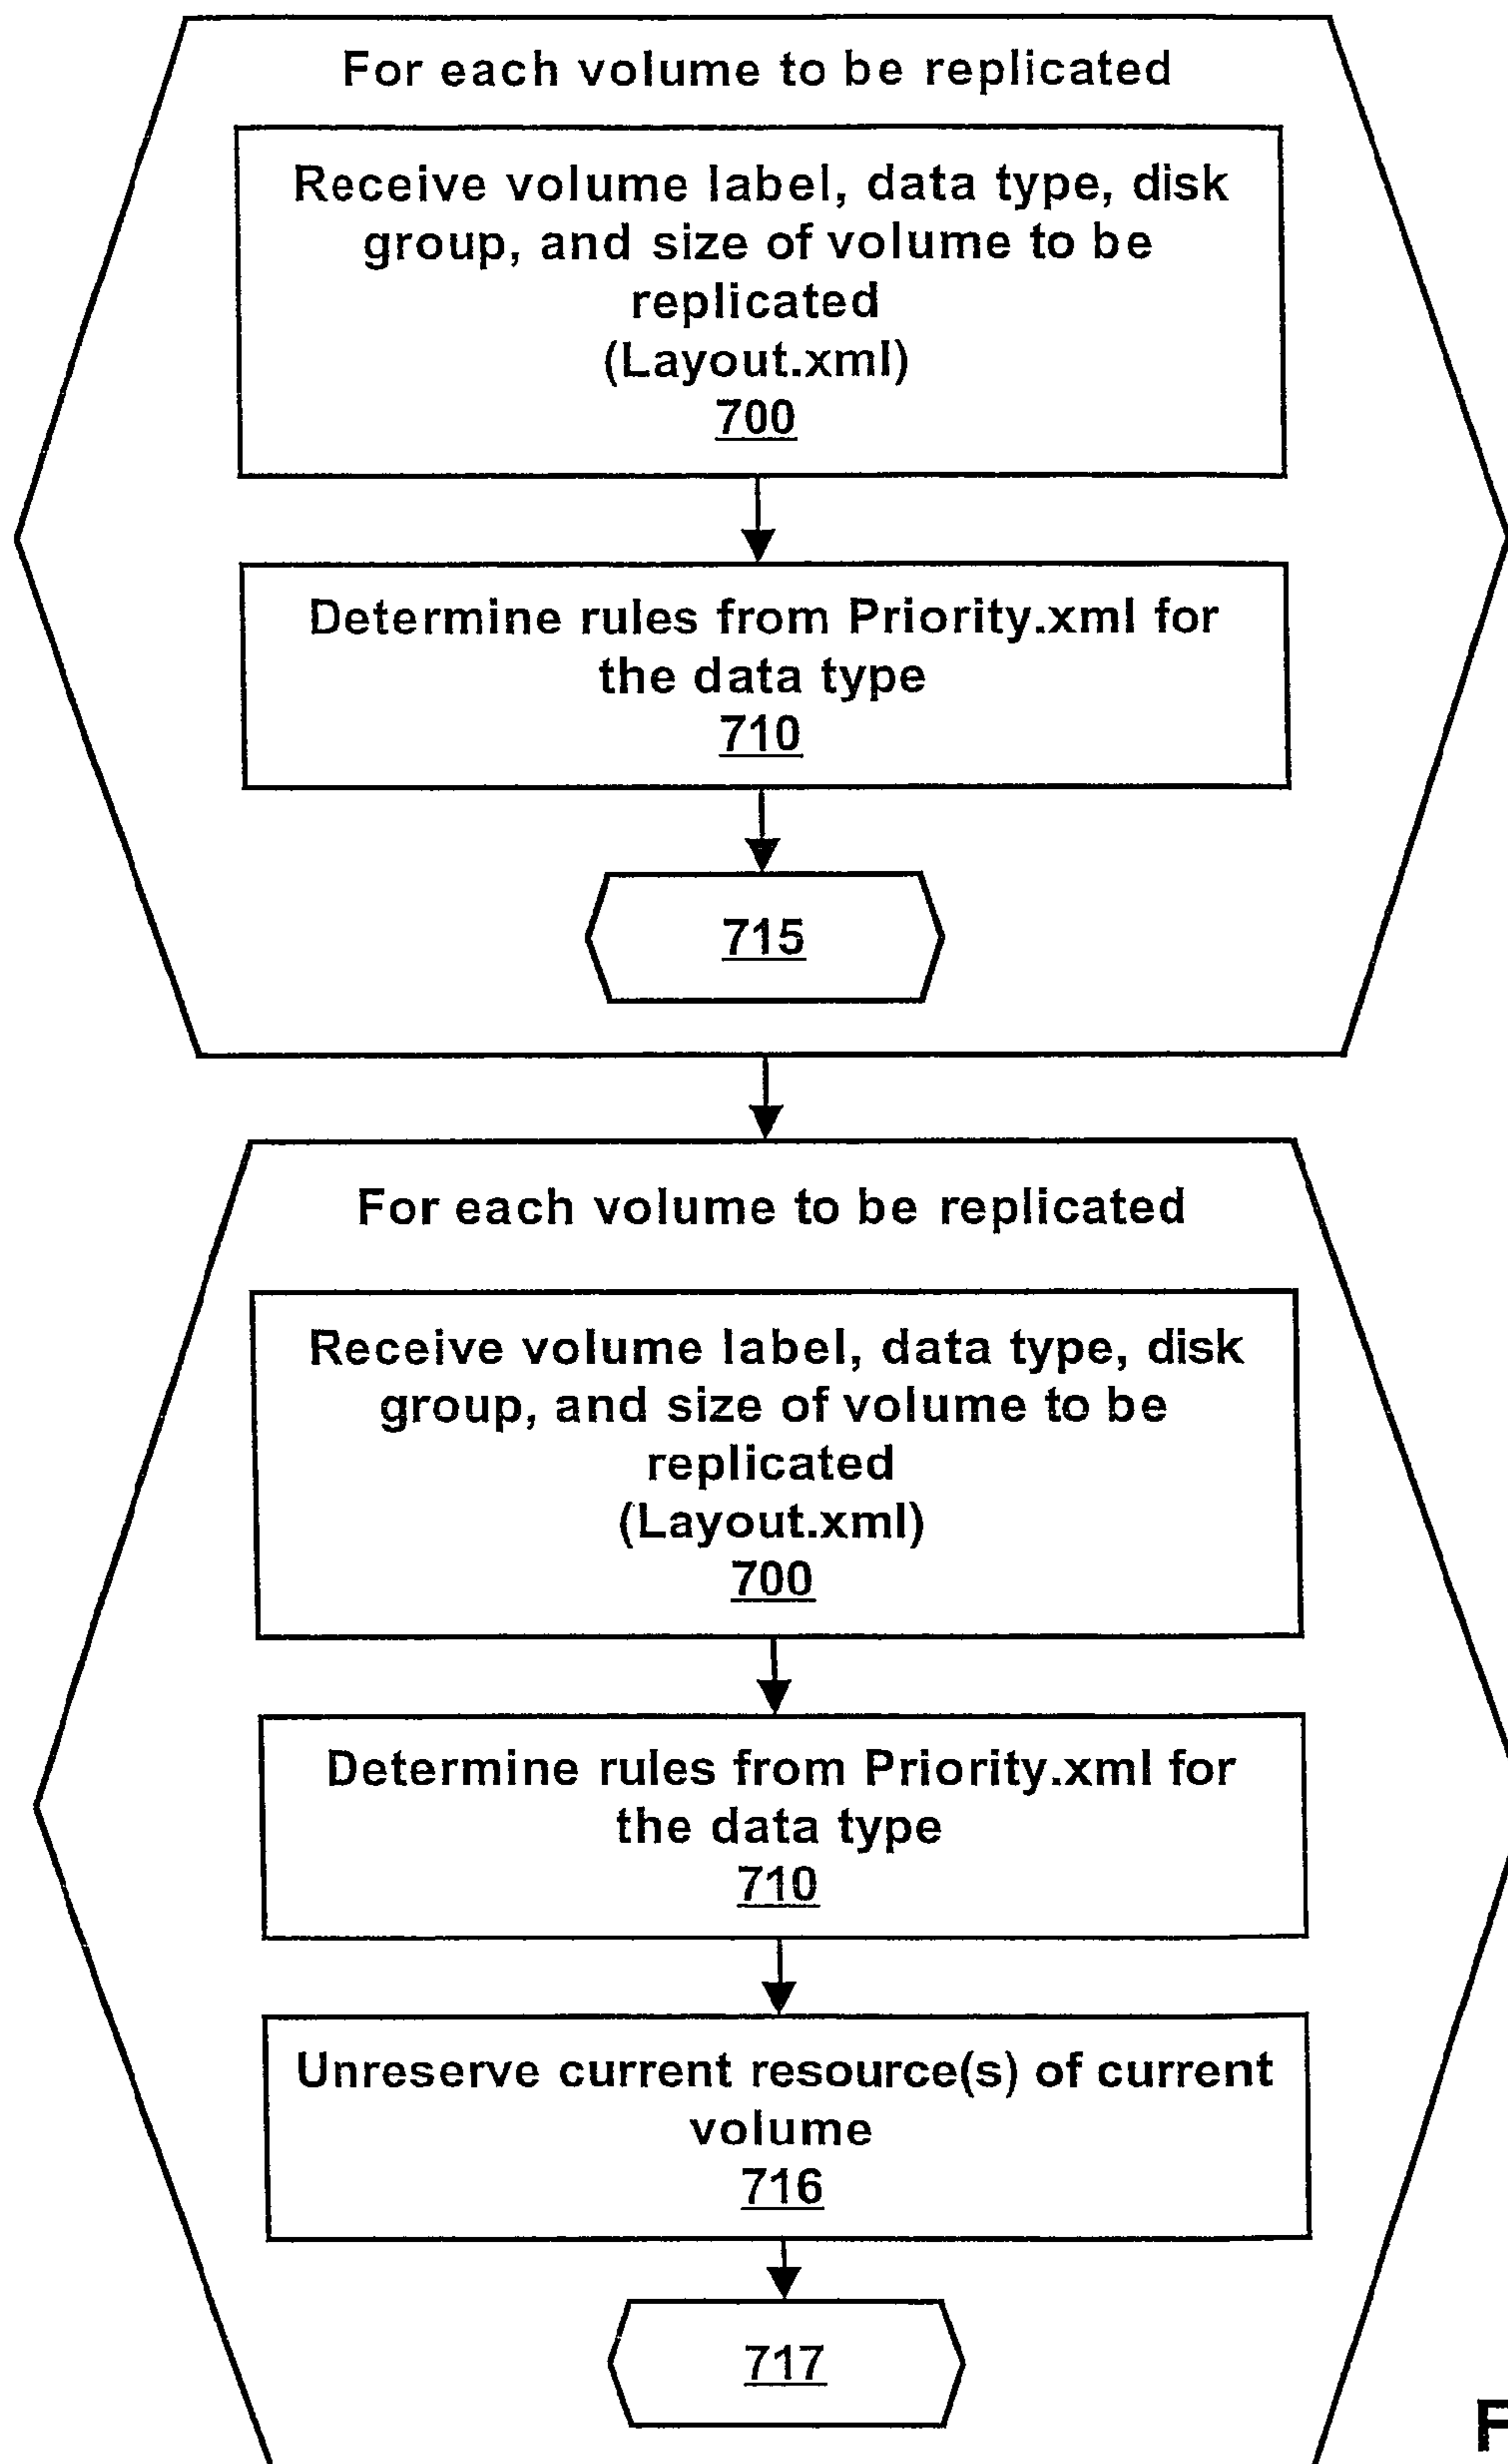 For each volume to be replicated
Receive volume label, data type, disk
group, and size of volume to be
replicated
(Layout.xml)
700
Determine rules from Priority.xml for
the data type
710
715
For each volume to be replicated
Receive volume label, data type, disk
group, and size of volume to be
replicated
(Layout.xml)
700
Determine rules from Priority.xml for
the data type
710
Unreserve current resource(s) of current
volume
716
717